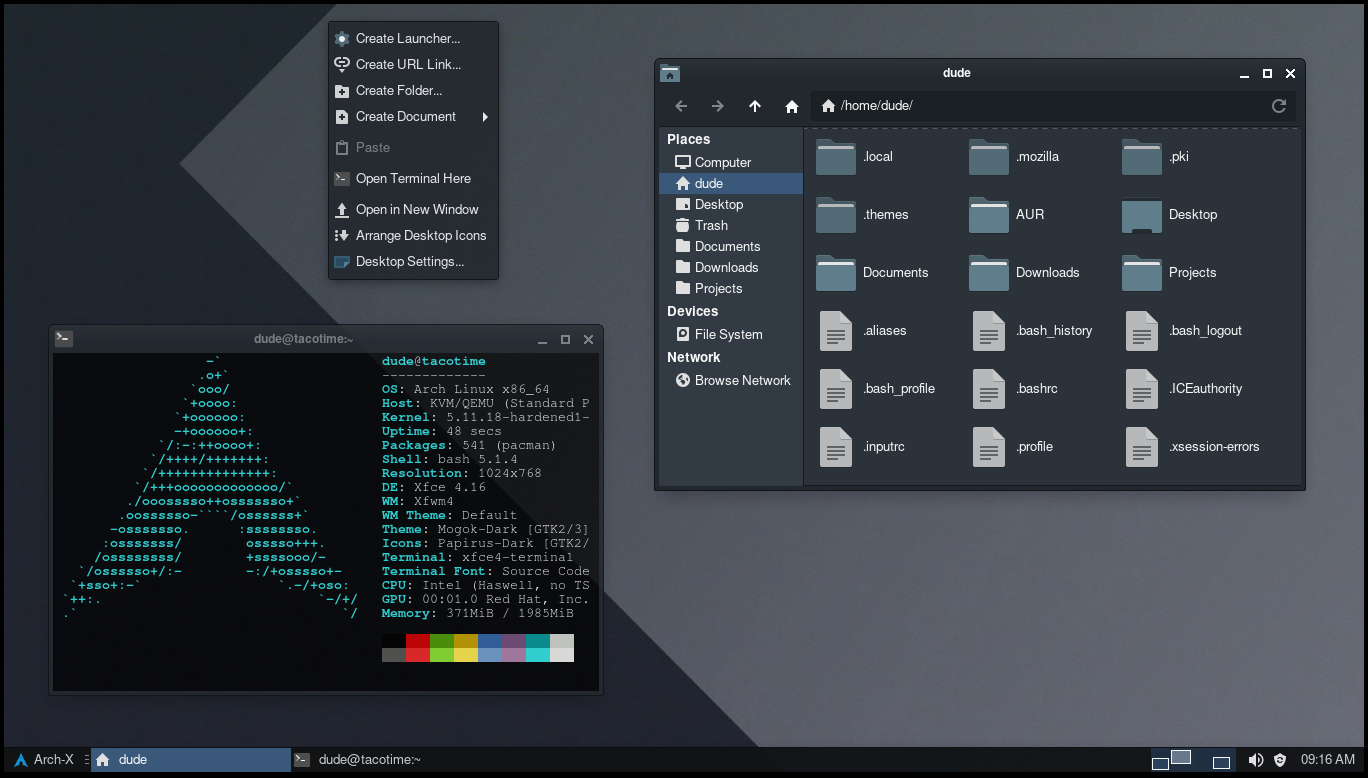 Create Launcher...
Create URL Link...
Create Folder...
Create Document
Paste
Open Terminal Here
Open in New Window
Arrange Desktop Icons
Desktop Settings...
dude
/home/dude/
Places
Computer
dude
Desktop
Trash
Documents
Downloads
Projects
Devices
File System
Network
Browse Network
.local .mozilla .pki
.themes AUR Desktop
Documents Downloads Projects
.aliases .bash_history .bash_logout
.bash_profile .bashrc .ICEauthority
.inputrc .profile .xsession-errors
dude@tacotime:~
-` dude@tacotime
.o+` --------------
`ooo/ OS: Arch Linux x86_64
`+oooo: Host: KVM/QEMU (Standard P
`+oooooo: Kernel: 5.11.18-hardened1-
-+oooooo+: Uptime: 48 secs
`/:-:++oooo+: Packages: 541 (pacman)
`/++++/+++++++: Shell: bash 5.1.4
`/++++++++++++++: Resolution: 1024x768
`/+++ooooooooooooo/` DE: Xfce 4.16
./ooosssso++osssssso+` WM: Xfwm4
.oossssso-````/ossssss+` WM Theme: Default
-osssssso. :ssssssso. Theme: Mogok-Dark [GTK2/3]
:osssssss/ osssso+++. Icons: Papirus-Dark [GTK2/
/ossssssss/ +ssssooo/- Terminal: xfce4-terminal
`/ossssso+/:- -:/+osssso+- Terminal Font: Source Code
`+sso+:-` `.-/+oso: CPU: Intel (Haswell, no TS
`++:. `-/+/ GPU: 00:01.0 Red Hat, Inc.
.` `/ Memory: 371MiB / 1985MiB
Arch-X dude dude@tacotime:~ 09:16 AM